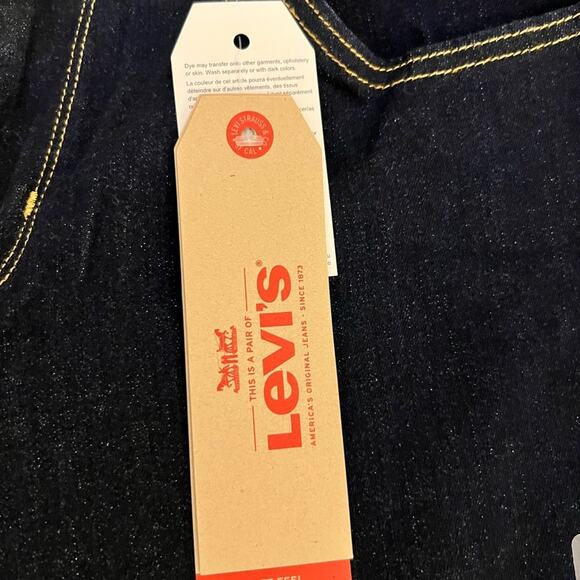 Dye may transfer onto other garments, upholstery
or skin. Wash separately or with dark colors.
La couleur de cet article pourra éventuellement
déteindre sur d'autres vêtements, des tissus
LEVI STRAUSS & CO
CAL
THIS IS A PAIR OF
Levi's®
AMERICA'S ORIGINAL JEANS · SINCE 1873